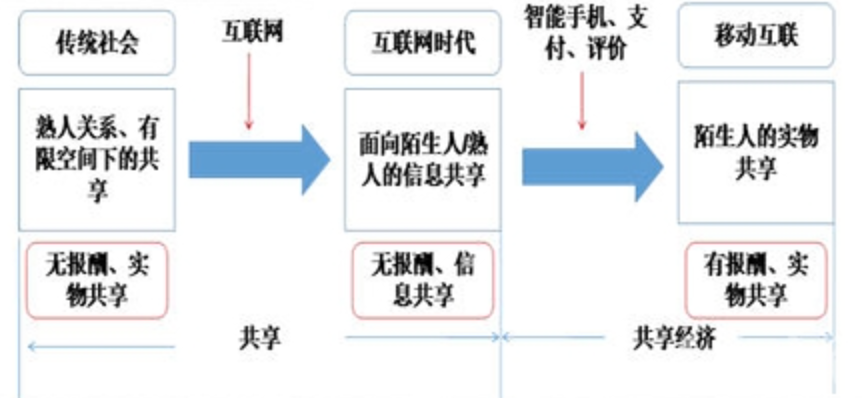 传统社会
互联网
互联网时代
智能手机、支
付、评价
移动互联
熟人关系、有
限空间下的共
享
面向陌生人/熟
人的信息共享
陌生人的实物
共享
无报酬、实
物共享
无报酬、信
息共享
有报酬、实
物共享
共享
共享经济